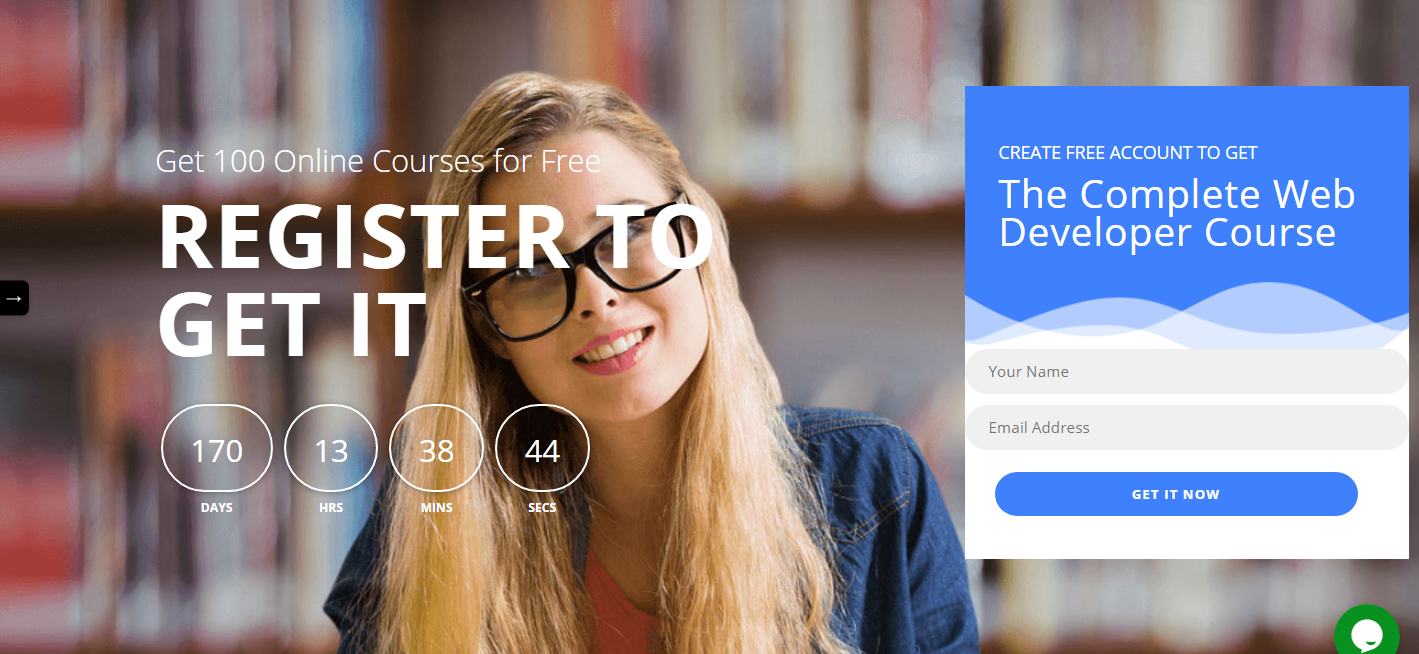 Get 100 Online Courses for Free
REGISTER TO
GET IT
170 13 38 44
DAYS HRS MINS SECS
CREATE FREE ACCOUNT TO GET
The Complete Web
Developer Course
Your Name
Email Address
GET IT NOW